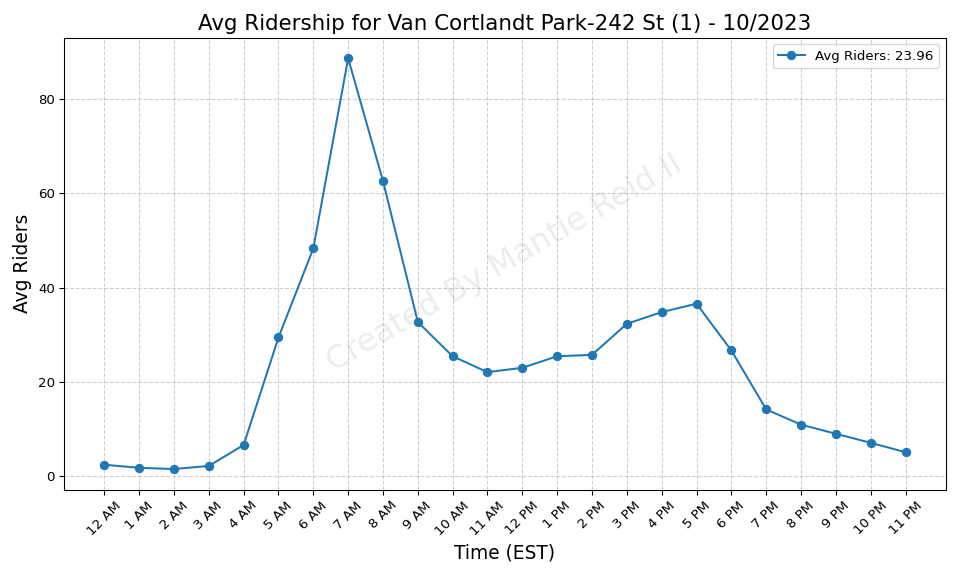 Avg Ridership for Van Cortlandt Park-242 St (1) - 10/2023
Avg Riders: 23.96
Avg Riders
80
60
40
20
0
Created By Mantie Reid II
12 AM
1 AM
2 AM
3 AM
4 AM
5 AM
6 AM
7 AM
8 AM
9 AM
10 AM
11 AM
12 PM
1 PM
2 PM
3 PM
4 PM
5 PM
6 PM
7 PM
8 PM
9 PM
10 PM
11 PM
Time (EST)